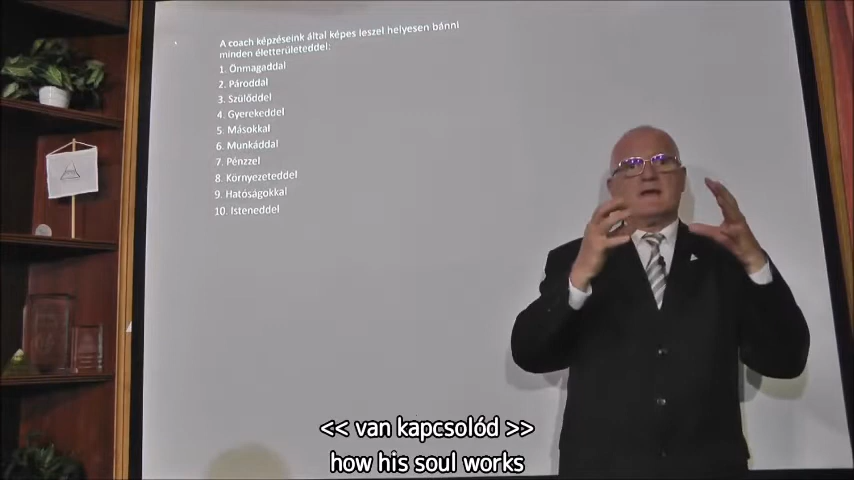 A coach képzéseink által képes leszel helyesen bánni
minden életterületeddel:
1. Önmagaddal
2. Pároddal
3. Szülőddel
4. Gyerekeddel
5. Másokkal
6. Munkáddal
7. Pénzzel
8. Környezeteddel
9. Hatóságokkal
10. Isteneddel
<< van kapcsolód >>
how his soul works